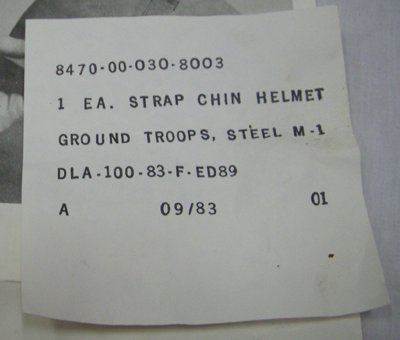 8470-00-030-8003
1 EA. STRAP CHIN HELMET
GROUND TROOPS, STEEL M-1
DLA-100-83-F-ED89
A 09/83 01